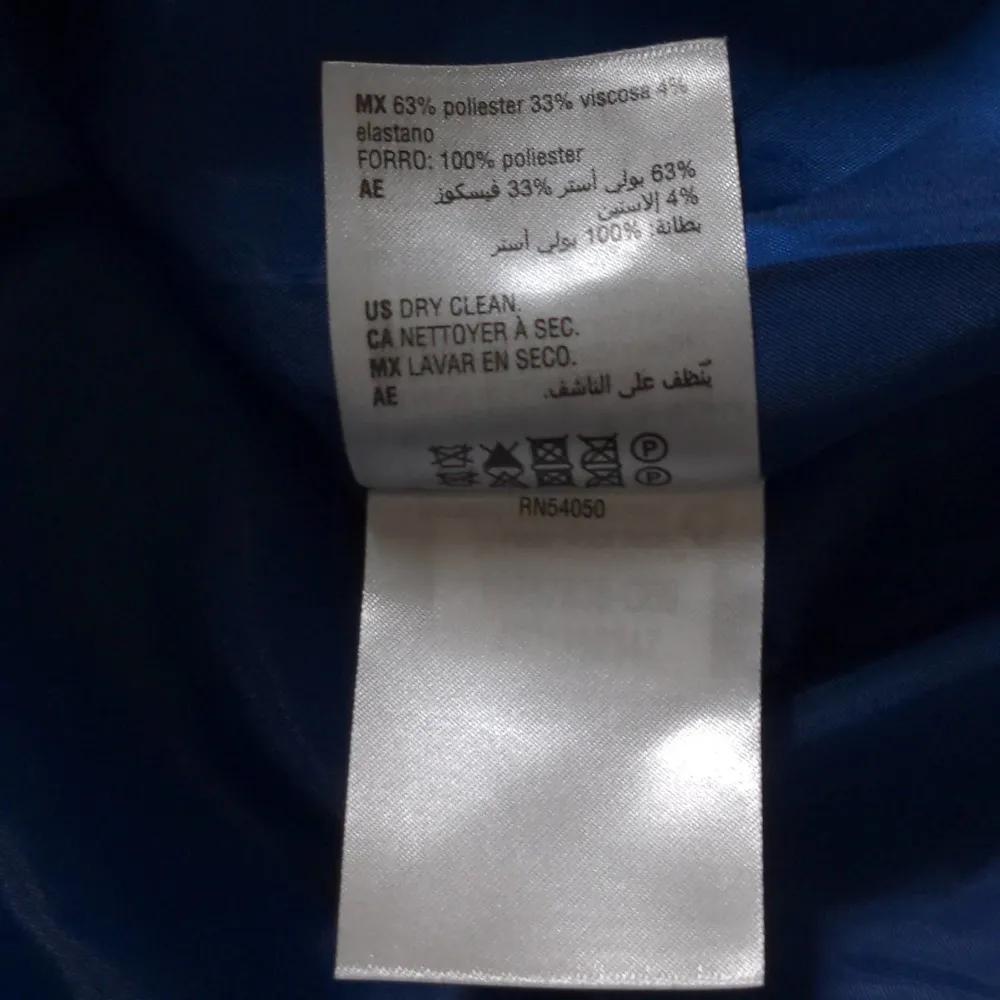 MX 63% poliester 33% viscosa 4%
elastano
FORRO: 100% poliester
AE 63% بولي أستر 33% فيسكوز
4% إلاستين
بطانة: 100% بولي أستر
US DRY CLEAN.
CA NETTOYER À SEC.
MX LAVAR EN SECO.
AE ينظف على الناشف.
P
P
RN54050